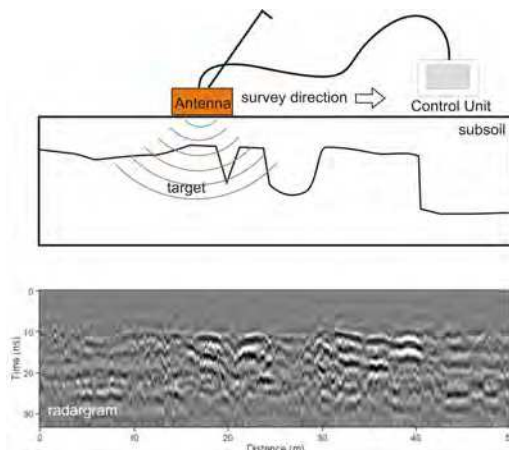 Antenna
survey direction
Control Unit
subsoil
target
0
10
20
30
Time (ns)
radargram
0
10
20
30
40
Distance (m)